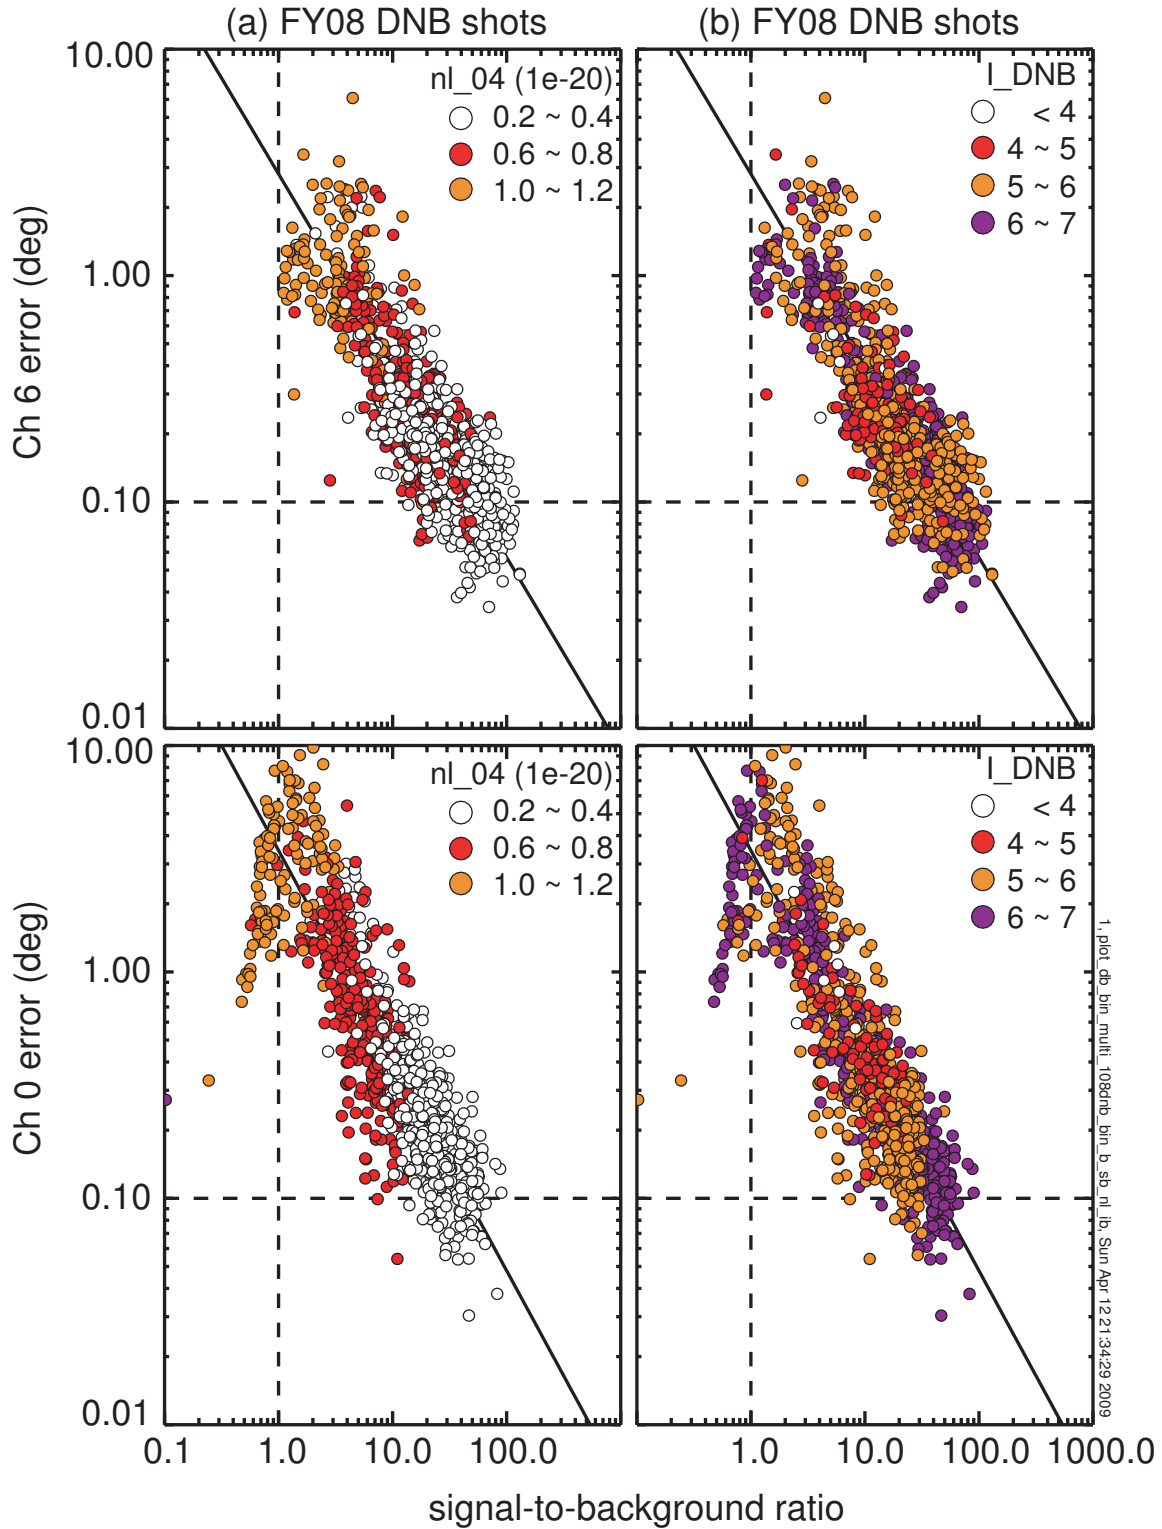 (a) FY08 DNB shots
(b) FY08 DNB shots
10.00
1.00
0.10
0.01
Ch 6 error (deg)
nl_04 (1e-20)
0.2 ~ 0.4
0.6 ~ 0.8
1.0 ~ 1.2
I_DNB
< 4
4 ~ 5
5 ~ 6
6 ~ 7
10.00
1.00
0.10
0.01
Ch 0 error (deg)
nl_04 (1e-20)
0.2 ~ 0.4
0.6 ~ 0.8
1.0 ~ 1.2
I_DNB
< 4
4 ~ 5
5 ~ 6
6 ~ 7
0.1 1.0 10.0 100.0
1.0 10.0 100.0 1000.0
signal-to-background ratio
1, plot_db_bin_multi_108dnb_bin_b_sb_nl_ib, Sun Apr 12 21:34:29 2009